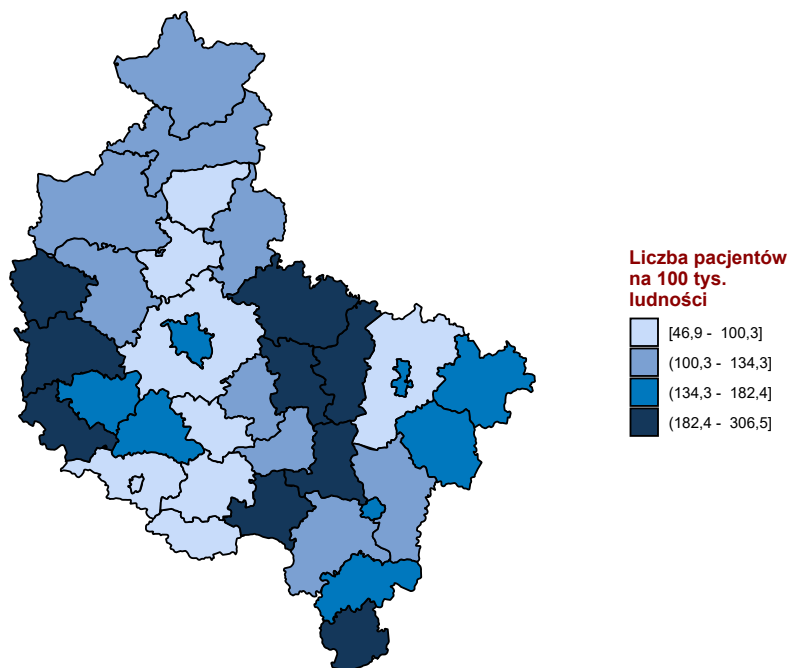 Liczba pacjentów
na 100 tys.
ludności
[46,9 - 100,3]
(100,3 - 134,3]
(134,3 - 182,4]
(182,4 - 306,5]